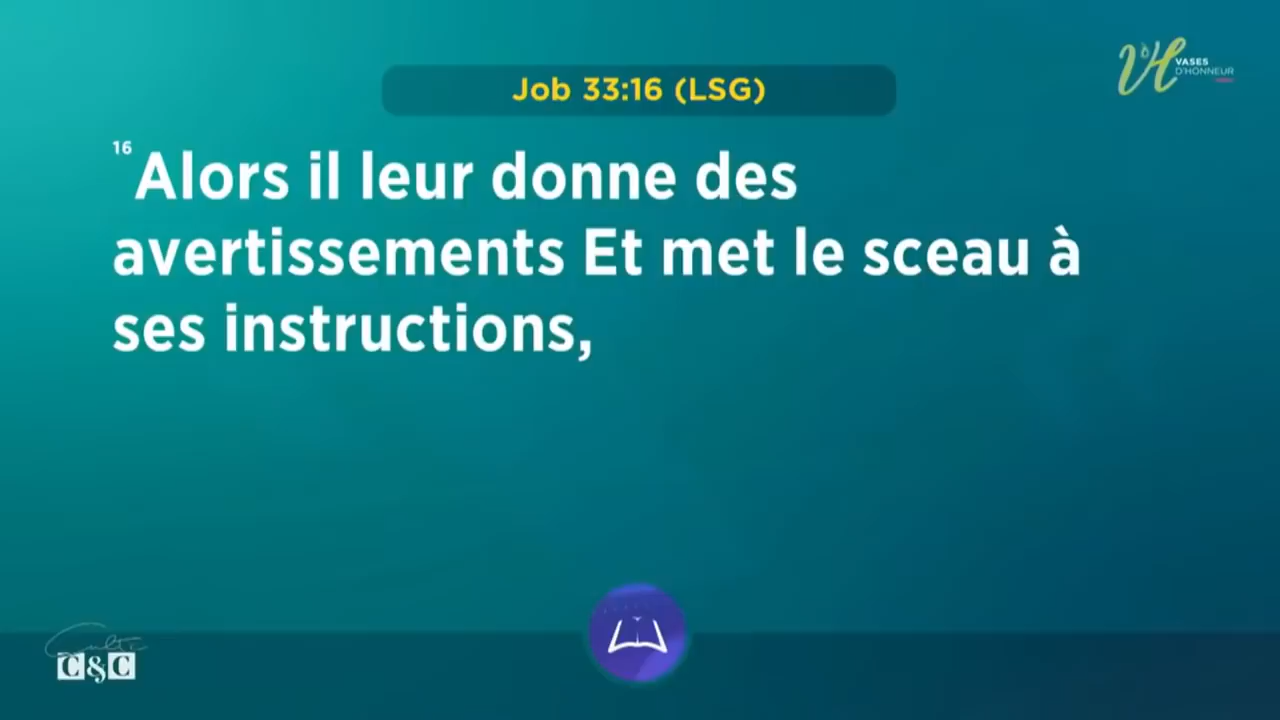 Job 33:16 (LSG)
VASES
D'HONNEUR
16 Alors il leur donne des
avertissements Et met le sceau à
ses instructions,
Culte
C&C